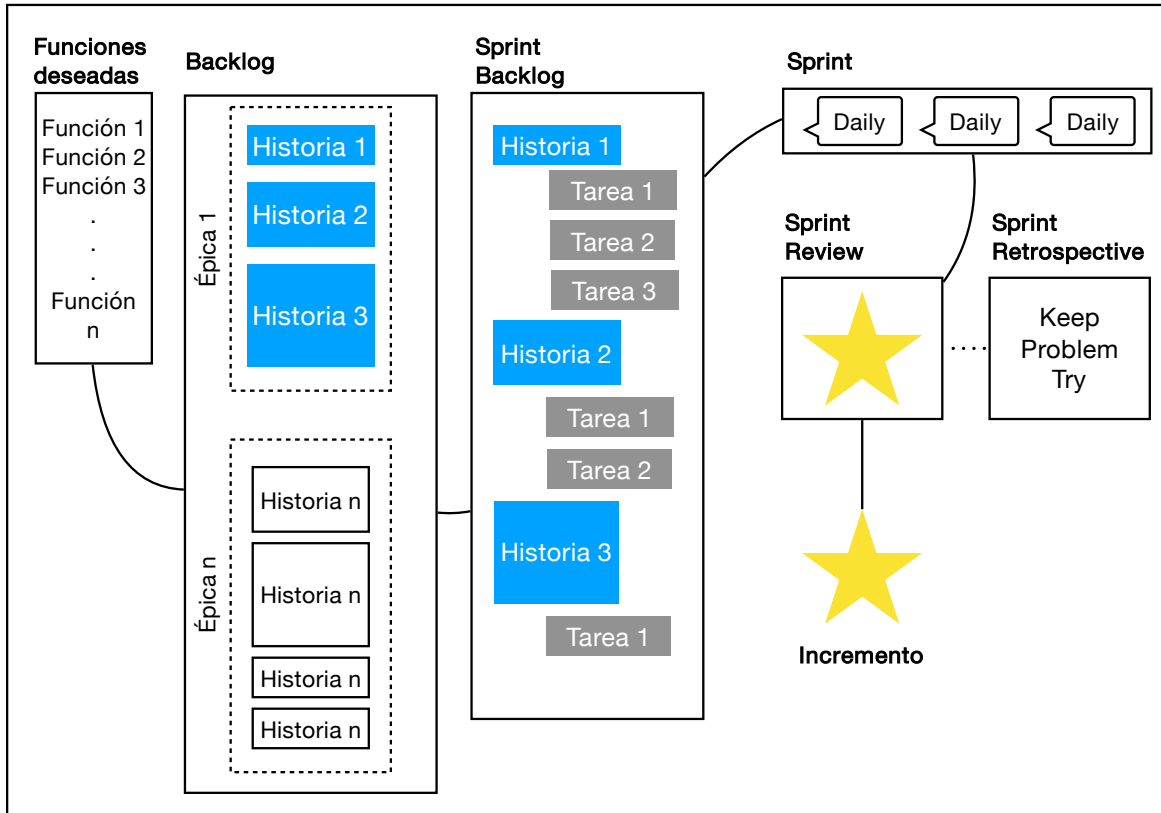 Funciones
deseadas
Función 1
Función 2
Función 3
.
.
.
Función
n
Backlog
Épica 1
Historia 1
Historia 2
Historia 3
Épica n
Historia n
Historia n
Historia n
Historia n
Sprint
Backlog
Historia 1
Tarea 1
Tarea 2
Tarea 3
Historia 2
Tarea 1
Tarea 2
Historia 3
Tarea 1
Sprint
Daily
Daily
Daily
Sprint
Review
Sprint
Retrospective
Keep
Problem
Try
Incremento